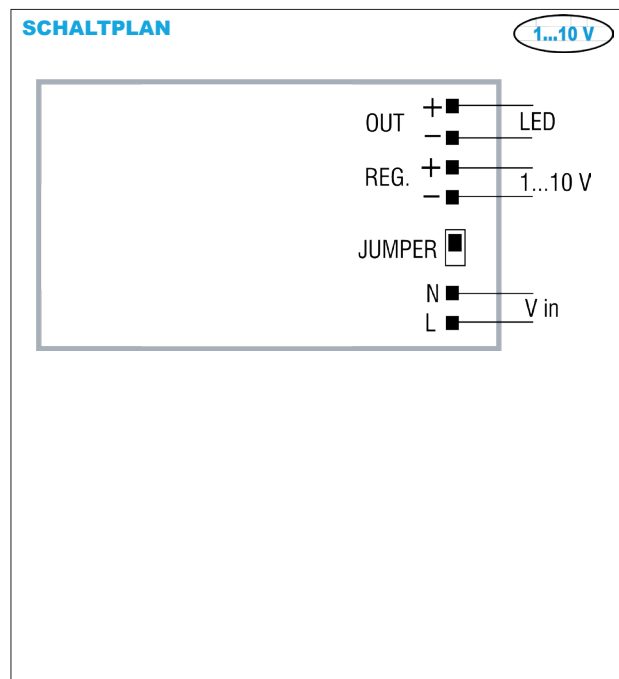 SCHALTPLAN
1...10 V
OUT + − LED
REG. + − 1...10 V
JUMPER
N
V in
L